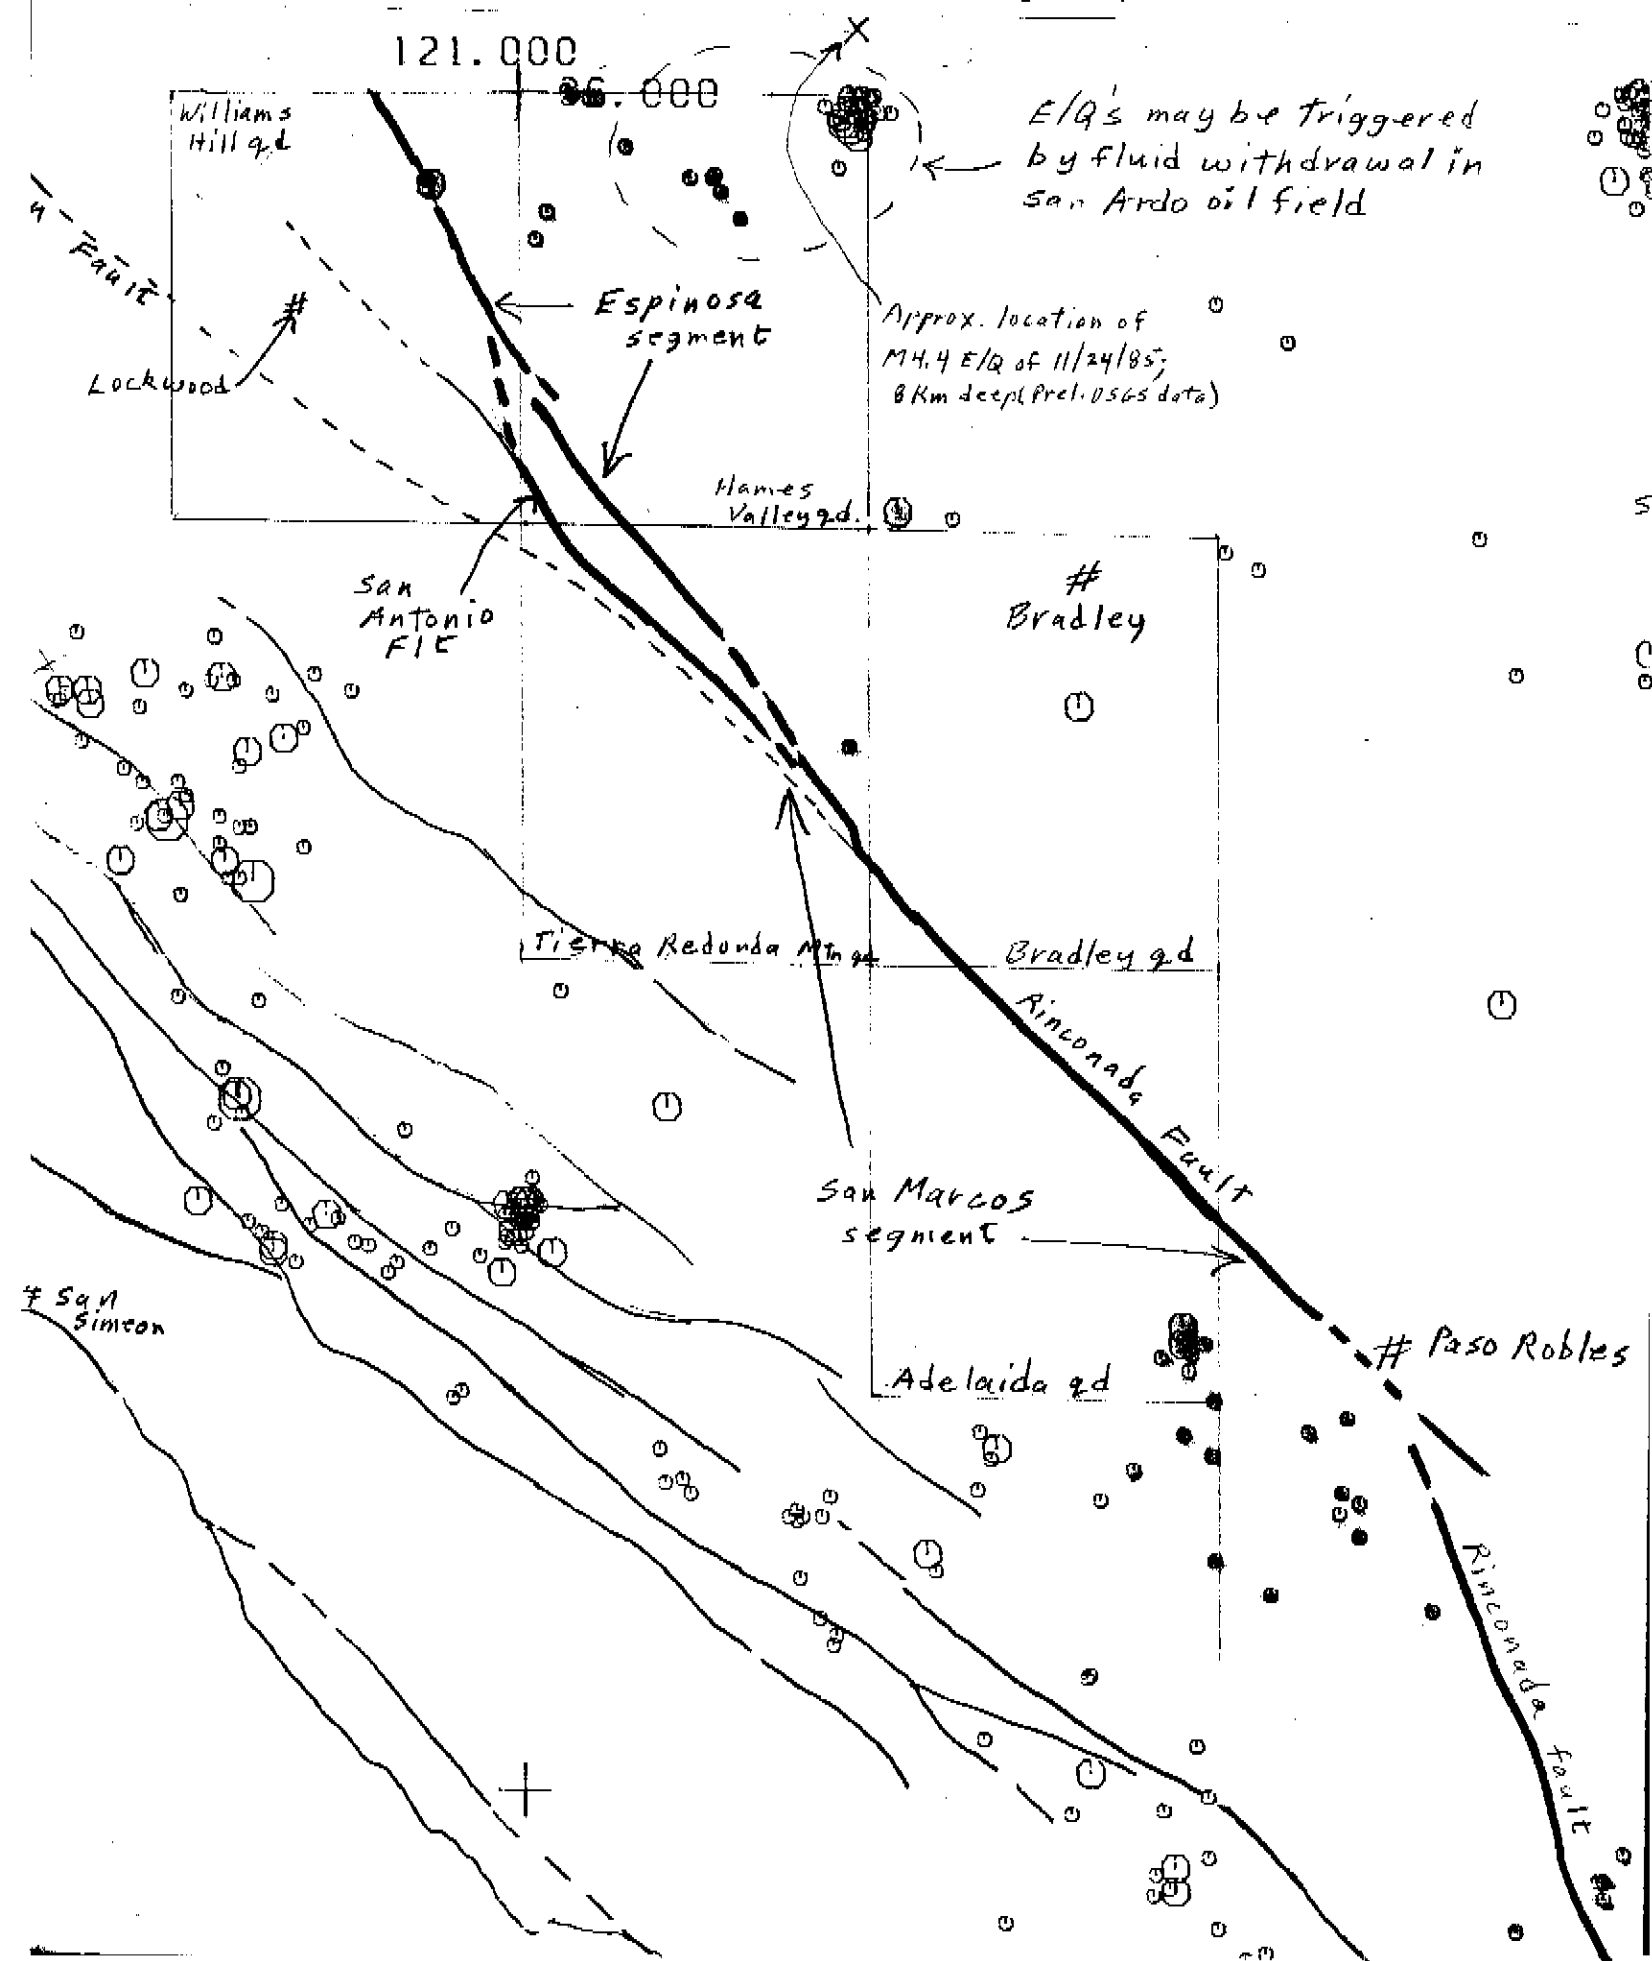 121.000
36.000
Williams
Hill qd
E/Q's may be triggered
by fluid withdrawal in
San Ardo oil field
Fault
#
Lockwood
Espinosa
segment
Approx. location of
M4.4 E/Q of 11/24/85;
8 Km deep (Prel. USGS data)
Hames
Valley qd.
San
Antonio
Flt
#
Bradley
Tierra Redonda Mtn qd
Bradley qd
Rinconada
Fault
San Marcos
segment
# San
Simeon
# Paso Robles
Adelaida qd
Rinconada fault